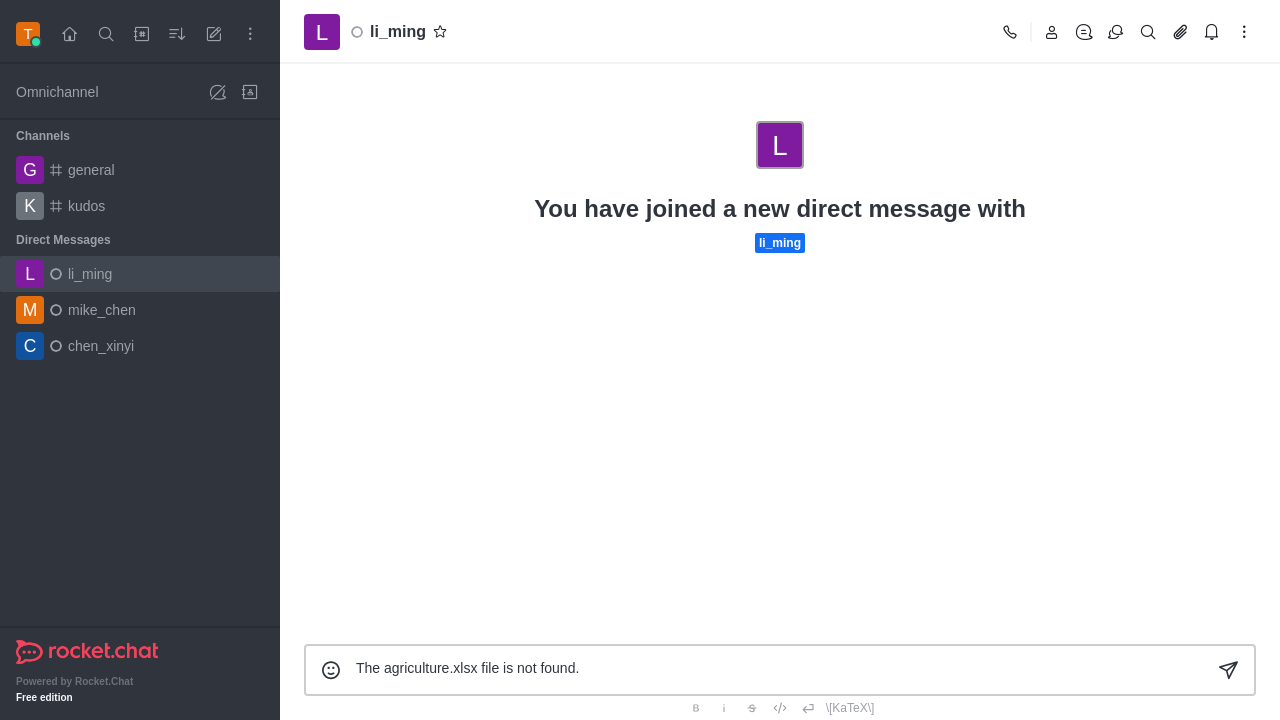 T
Omnichannel
Channels
G general
K kudos
Direct Messages
L li_ming
M mike_chen
C chen_xinyi
rocket.chat
Powered by Rocket.Chat
Free edition
L li_ming
L
You have joined a new direct message with
li_ming
The agriculture.xlsx file is not found.
B i S \[KaTeX\]